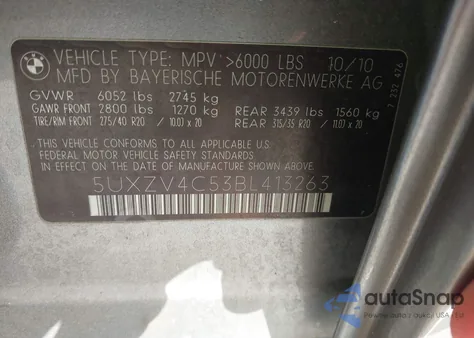 BMW
VEHICLE TYPE: MPV >6000 LBS 10/10
MFD BY BAYERISCHE MOTORENWERKE AG
GVWR 6052 lbs 2745 kg
GAWR FRONT 2800 lbs 1270 kg REAR 3439 lbs 1560 kg
TIRE/RIM FRONT 275/40 R20 // 10.0J x 20 REAR 315/35 R20 // 11.0J x 20
THIS VEHICLE CONFORMS TO ALL APPLICABLE U.S.
FEDERAL MOTOR VEHICLE SAFETY STANDARDS
IN EFFECT ON THE DATE OF MANUFACTURE SHOWN ABOVE.
5UXZV4C53BL413263
autoSnap